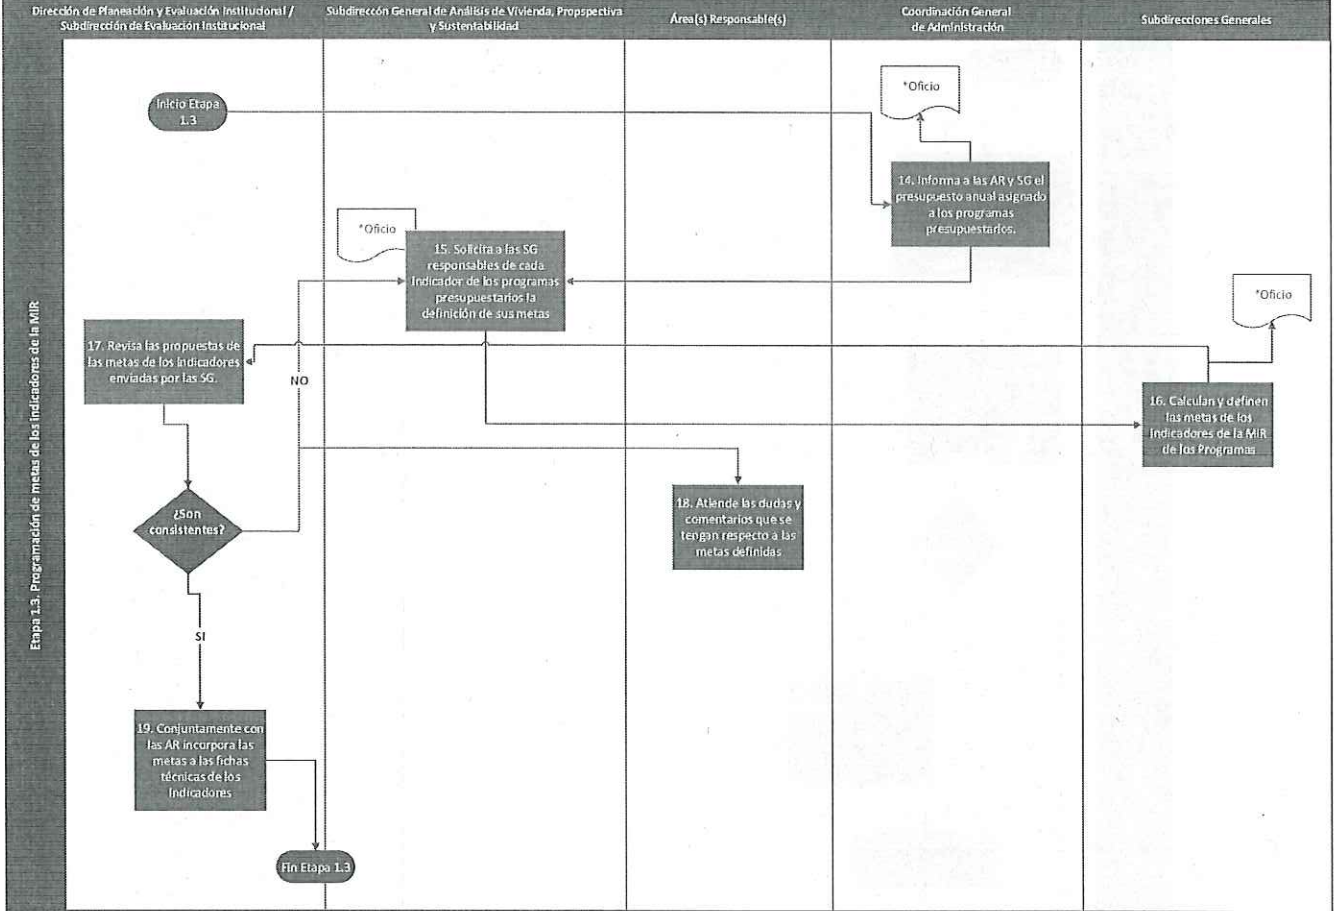 Dirección de Planeación y Evaluación Institucional /
Subdirección de Evaluación Institucional
Subdireccón General de Análisis de Vivienda, Propspectiva
y Sustentabilidad
Área(s) Responsable(s)
Coordinación General
de Administración
Subdirecciones Generales
Etapa 1.3. Programación de metas de los indicadores de la MIR
Inicio Etapa
1.3
*Oficio
14. Informa a las AR y SG el
presupuesto anual asignado
a los programas
presupuestarios.
*Oficio
15. Solicita a las SG
responsables de cada
Indicador de los programas
presupuestarios la
definición de sus metas
*Oficio
17. Revisa las propuestas de
las metas de los indicadores
enviadas por las SG.
NO
16. Calculan y definen
las metas de los
Indicadores de la MIR
de los Programas
¿Son
consistentes?
18. Atiende las dudas y
comentarios que se
tengan respecto a las
metas definidas
SI
19. Conjuntamente con
las AR incorpora las
metas a las fichas
técnicas de los
Indicadores
Fin Etapa 1.3